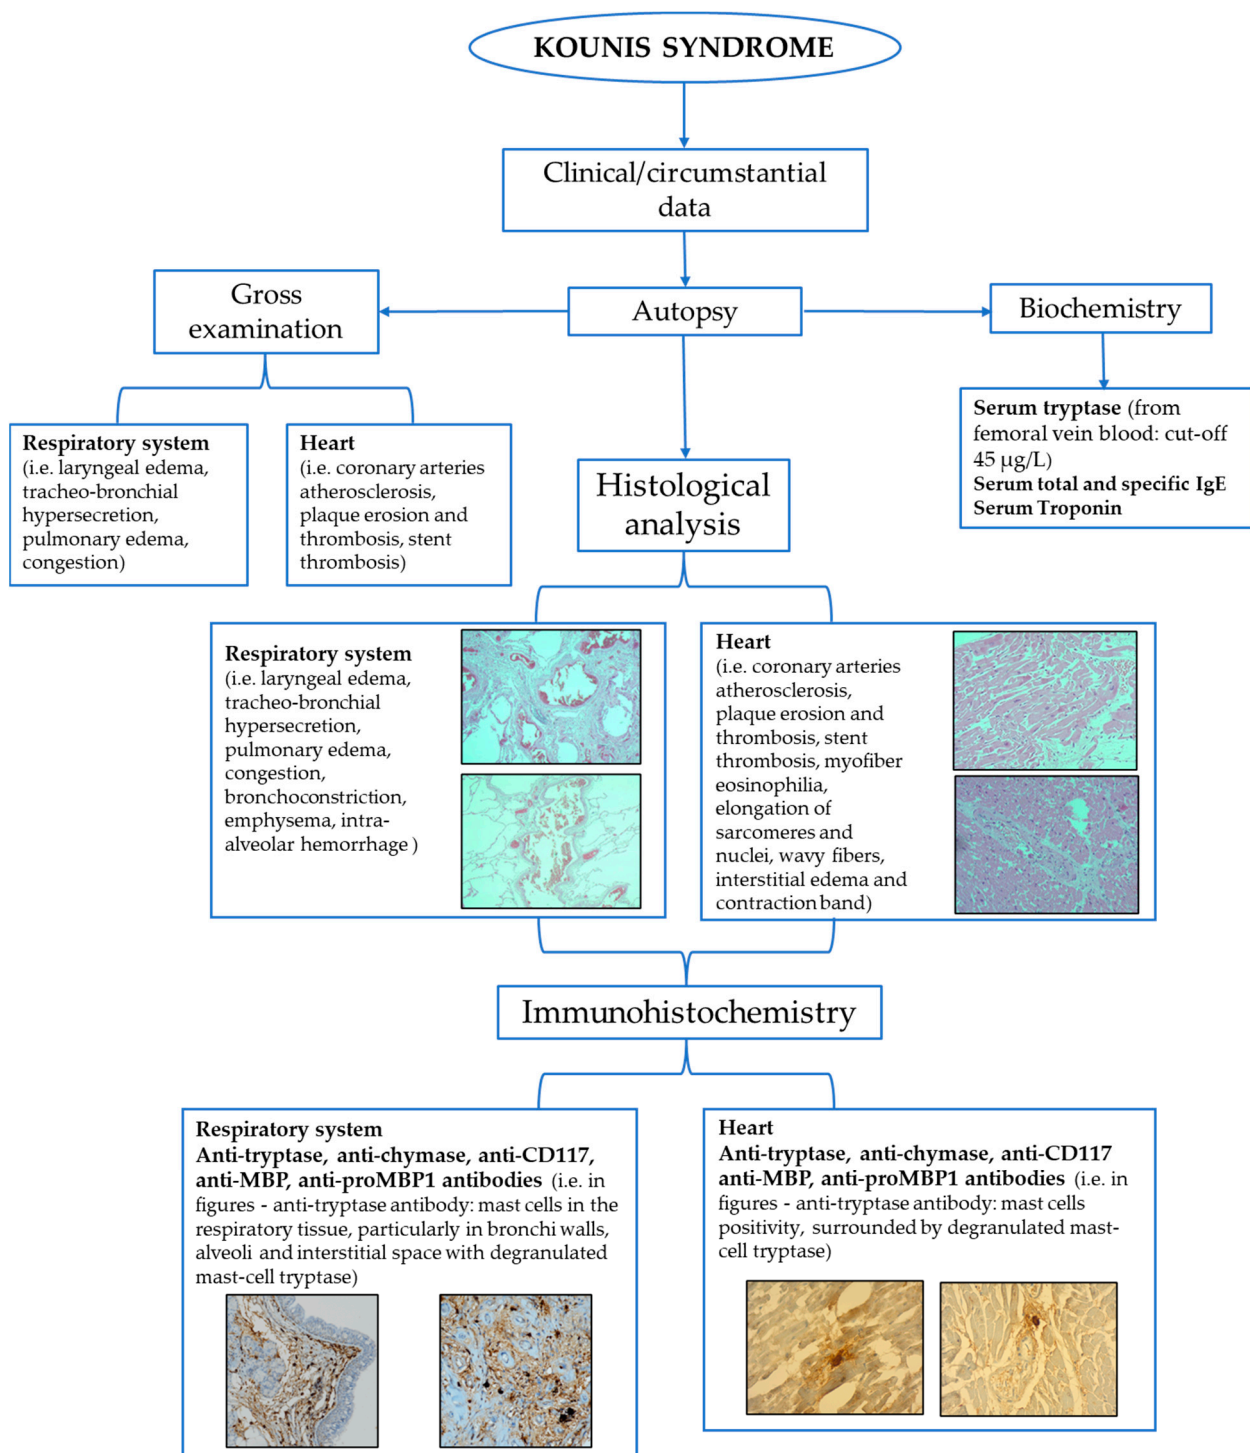 KOUNIS SYNDROME
Clinical/circumstantial
data
Autopsy
Gross
examination
Biochemistry
Respiratory system
(i.e. laryngeal edema,
tracheo-bronchial
hypersecretion,
pulmonary edema,
congestion)
Heart
(i.e. coronary arteries
atherosclerosis,
plaque erosion and
thrombosis, stent
thrombosis)
Serum tryptase (from
femoral vein blood: cut-off
45 µg/L)
Serum total and specific IgE
Serum Troponin
Histological
analysis
Respiratory system
(i.e. laryngeal edema,
tracheo-bronchial
hypersecretion,
pulmonary edema,
congestion,
bronchoconstriction,
emphysema, intra-
alveolar hemorrhage )
Heart
(i.e. coronary arteries
atherosclerosis,
plaque erosion and
thrombosis, stent
thrombosis, myofiber
eosinophilia,
elongation of
sarcomeres and
nuclei, wavy fibers,
interstitial edema and
contraction band)
Immunohistochemistry
Respiratory system
Anti-tryptase, anti-chymase, anti-CD117,
anti-MBP, anti-proMBP1 antibodies (i.e. in
figures - anti-tryptase antibody: mast cells in the
respiratory tissue, particularly in bronchi walls,
alveoli and interstitial space with degranulated
mast-cell tryptase)
Heart
Anti-tryptase, anti-chymase, anti-CD117
anti-MBP, anti-proMBP1 antibodies (i.e. in
figures - anti-tryptase antibody: mast cells
positivity, surrounded by degranulated mast-
cell tryptase)